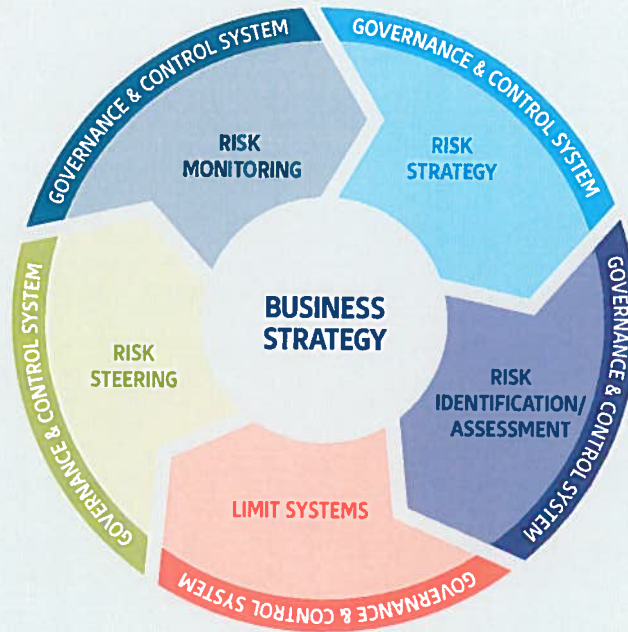 GOVERNANCE & CONTROL SYSTEM
GOVERNANCE & CONTROL SYSTEM
RISK
MONITORING
RISK
STRATEGY
GOVERNANCE & CONTROL SYSTEM
BUSINESS
STRATEGY
RISK
STEERING
RISK
IDENTIFICATION/
ASSESSMENT
GOVERNANCE & CONTROL SYSTEM
LIMIT SYSTEMS
GOVERNANCE & CONTROL SYSTEM